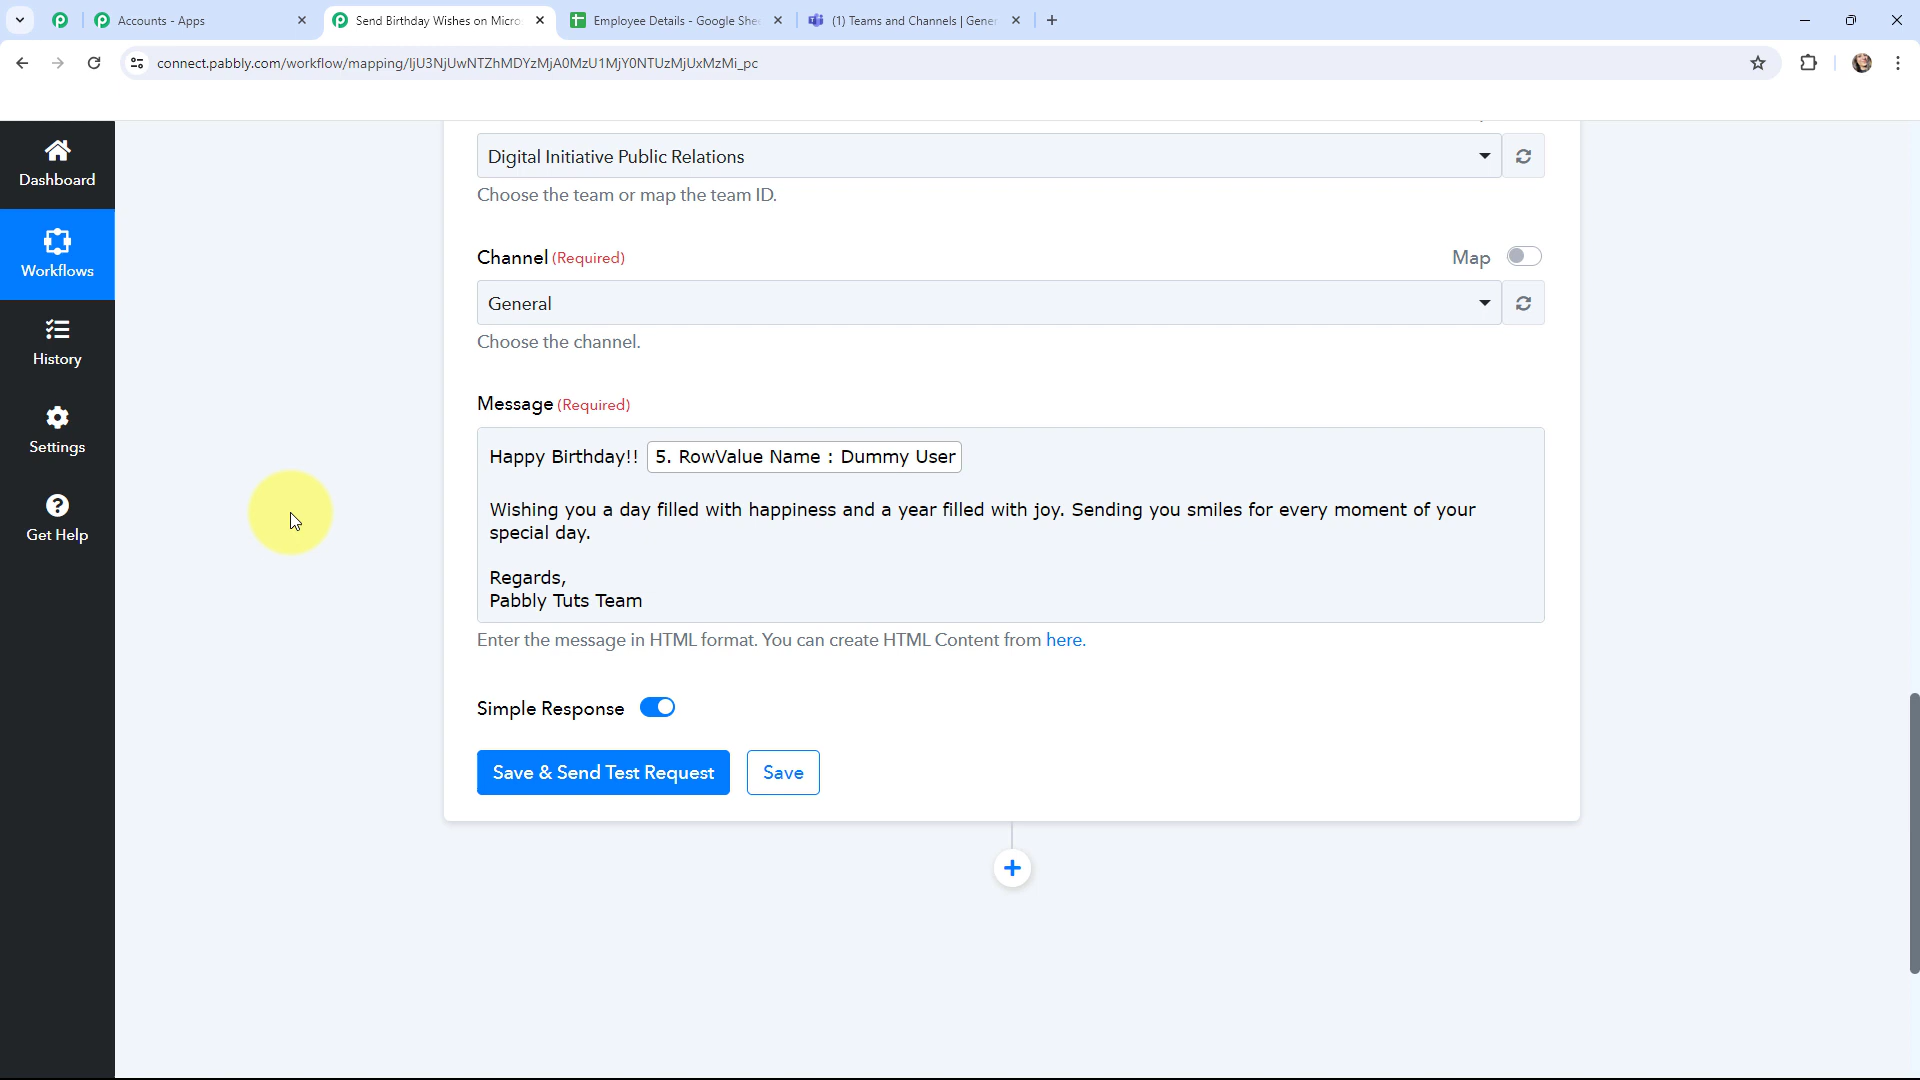 Accounts - Apps
Send Birthday Wishes on Micro
Employee Details - Google She
(1) Teams and Channels | Gener
connect.pabbly.com/workflow/mapping/IjU3NjUwNTZhMDYzMjA0MzU1MjY0NTUzMjUxMzMi_pc
Dashboard
Workflows
History
Settings
Get Help
Digital Initiative Public Relations
Choose the team or map the team ID.
Channel (Required)
Map
General
Choose the channel.
Message (Required)
Happy Birthday!! 5. RowValue Name : Dummy User
Wishing you a day filled with happiness and a year filled with joy. Sending you smiles for every moment of your
special day.
Regards,
Pabbly Tuts Team
Enter the message in HTML format. You can create HTML Content from here.
Simple Response
Save & Send Test Request
Save